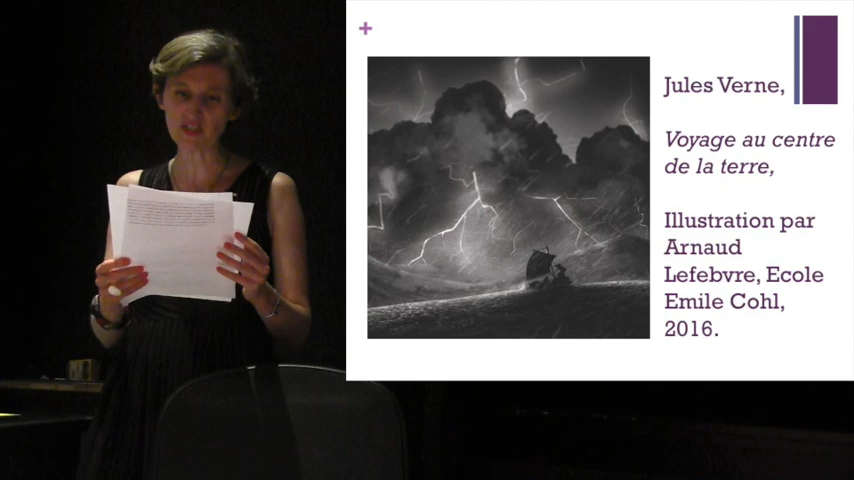 +
Jules Verne,
Voyage au centre
de la terre,
Illustration par
Arnaud
Lefebvre, Ecole
Emile Cohl,
2016.